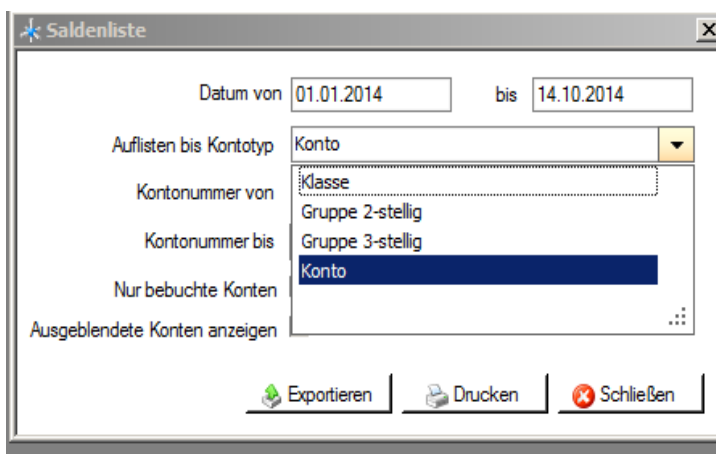 Saldenliste
Datum von 01.01.2014 bis 14.10.2014
Auflisten bis Kontotyp Konto
Kontonummer von Klasse
Gruppe 2-stellig
Kontonummer bis Gruppe 3-stellig
Konto
Nur bebuchte Konten
Ausgeblendete Konten anzeigen
Exportieren Drucken Schließen